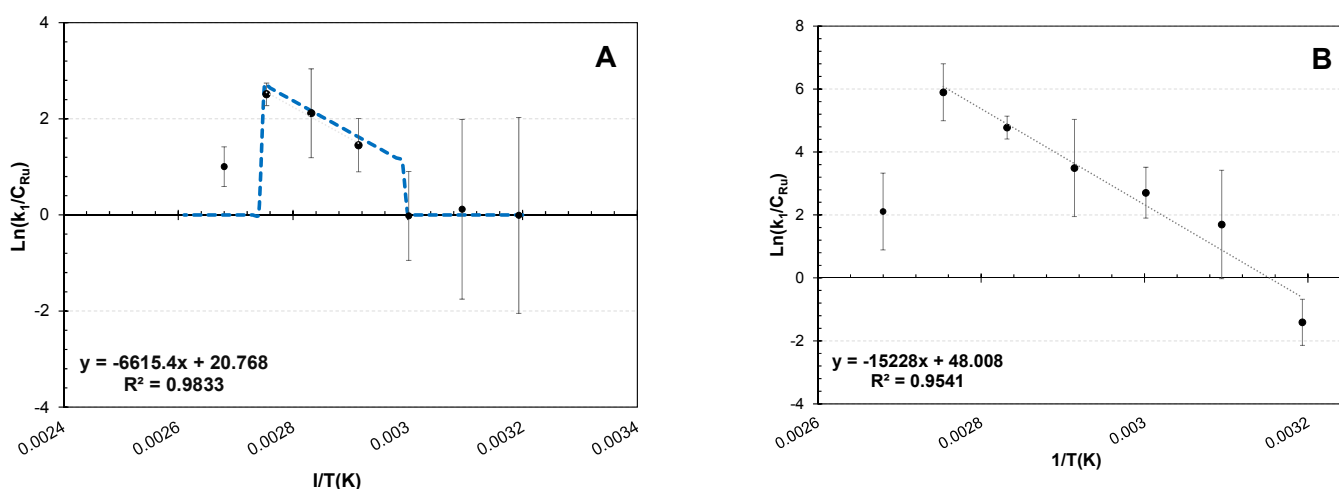 A
Ln(k₁/C_Ru)
4
2
0
-2
-4
y = -6615.4x + 20.768
R² = 0.9833
0.0024
0.0026
0.0028
0.003
0.0032
0.0034
I/T(K)
B
Ln(k₁/C_Ru)
8
6
4
2
0
-2
-4
y = -15228x + 48.008
R² = 0.9541
0.0026
0.0028
0.003
0.0032
1/T(K)